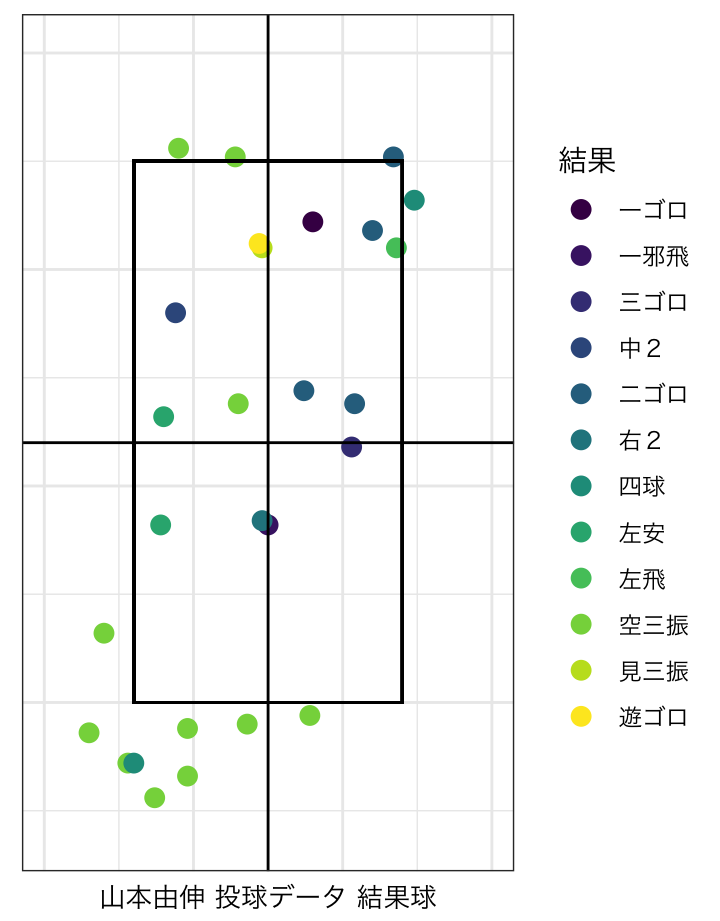 結果
一ゴロ
一邪飛
三ゴロ
中２
二ゴロ
右２
四球
左安
左飛
空三振
見三振
遊ゴロ
山本由伸 投球データ 結果球